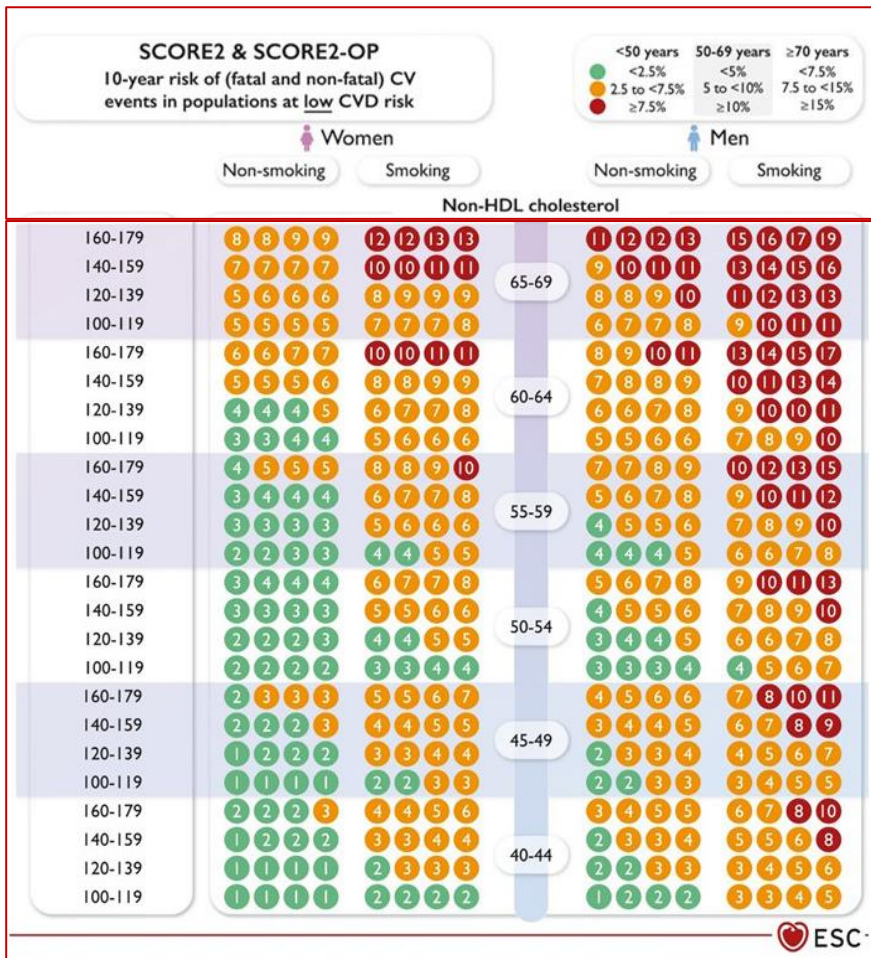 SCORE2 & SCORE2-OP
10-year risk of (fatal and non-fatal) CV
events in populations at low CVD risk
<50 years 50-69 years ≥70 years
<2.5% <5% <7.5%
2.5 to <7.5% 5 to <10% 7.5 to <15%
≥7.5% ≥10% ≥15%
Women Men
Non-smoking Smoking Non-smoking Smoking
Non-HDL cholesterol
160-179 8 8 9 9 12 12 13 13 11 12 12 13 15 16 17 19
140-159 7 7 7 7 10 10 11 11 9 10 11 11 13 14 15 16
65-69
120-139 5 6 6 6 8 9 9 9 8 8 9 10 11 12 13 13
100-119 5 5 5 5 7 7 7 8 6 7 7 8 9 10 11 11
160-179 6 6 7 7 10 10 11 11 8 9 10 11 13 14 15 17
140-159 5 5 5 6 8 8 9 9 7 8 8 9 10 11 13 14
60-64
120-139 4 4 4 5 6 7 7 8 6 6 7 8 9 10 10 11
100-119 3 3 4 4 5 6 6 6 5 5 6 6 7 8 9 10
160-179 4 5 5 5 8 8 9 10 7 7 8 9 10 12 13 15
140-159 3 4 4 4 6 7 7 8 5 6 7 8 9 10 11 12
55-59
120-139 3 3 3 3 5 6 6 6 4 5 5 6 7 8 9 10
100-119 2 2 3 3 4 4 5 5 4 4 4 5 6 6 7 8
160-179 3 4 4 4 6 7 7 8 5 6 7 8 9 10 11 13
140-159 3 3 3 3 5 5 6 6 4 5 5 6 7 8 9 10
50-54
120-139 2 2 2 3 4 4 5 5 3 4 4 5 6 6 7 8
100-119 2 2 2 2 3 3 4 4 3 3 3 4 4 5 6 7
160-179 2 3 3 3 5 5 6 7 4 5 6 6 7 8 10 11
140-159 2 2 2 3 4 4 5 5 3 4 4 5 6 7 8 9
45-49
120-139 1 2 2 2 3 3 4 4 2 3 3 4 4 5 6 7
100-119 1 1 1 1 2 2 3 3 2 2 3 3 3 4 5 5
160-179 2 2 2 3 4 4 5 6 3 4 5 5 6 7 8 10
140-159 1 2 2 2 3 3 4 4 2 3 3 4 5 5 6 8
40-44
120-139 1 1 1 1 2 3 3 3 2 2 3 3 3 4 5 6
100-119 1 1 1 1 2 2 2 2 1 2 2 2 3 3 4 5
ESC